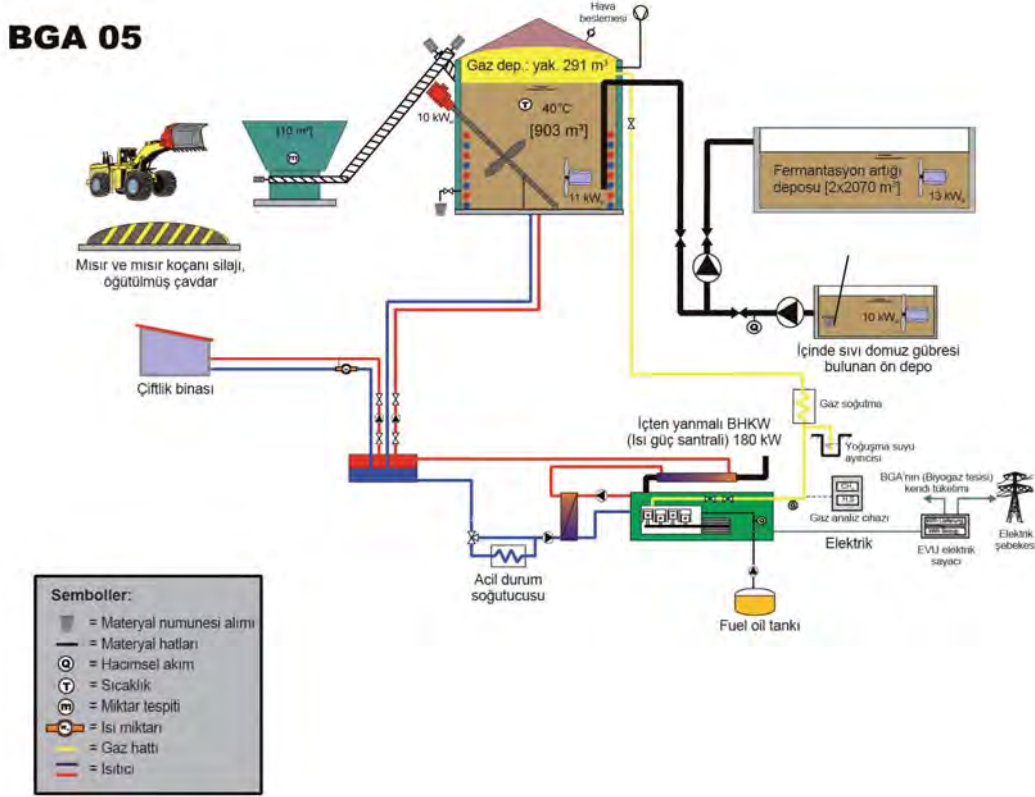 BGA 05
Hava
beslemesi
Gaz dep.: yak. 291 m³
40°C
[903 m³]
10 kW
11 kW
[10 m³]
m
T
Fermantasyon artığı
deposu [2x2070 m³]
13 kW
Mısır ve mısır koçanı silajı,
öğütülmüş çavdar
10 kW
Q
İçinde sıvı domuz gübresi
bulunan ön depo
Çiftlik binası
Gaz soğutma
İçten yanmalı BHKW
(Isı güç santrali) 180 kW
Yoğuşma suyu
ayırıcısı
BGA'nın (Biyogaz tesisi)
kendi tüketimi
Gaz analiz cihazı
Elektrik
EVU elektrik
sayacı
Elektrik
şebekesi
Acil durum
soğutucusu
Fuel oil tankı
Semboller:
= Materyal numunesi alımı
= Materyal hatları
Q = Hacimsel akım
T = Sıcaklık
m = Miktar tespiti
= Isı miktarı
= Gaz hattı
= Isıtıcı